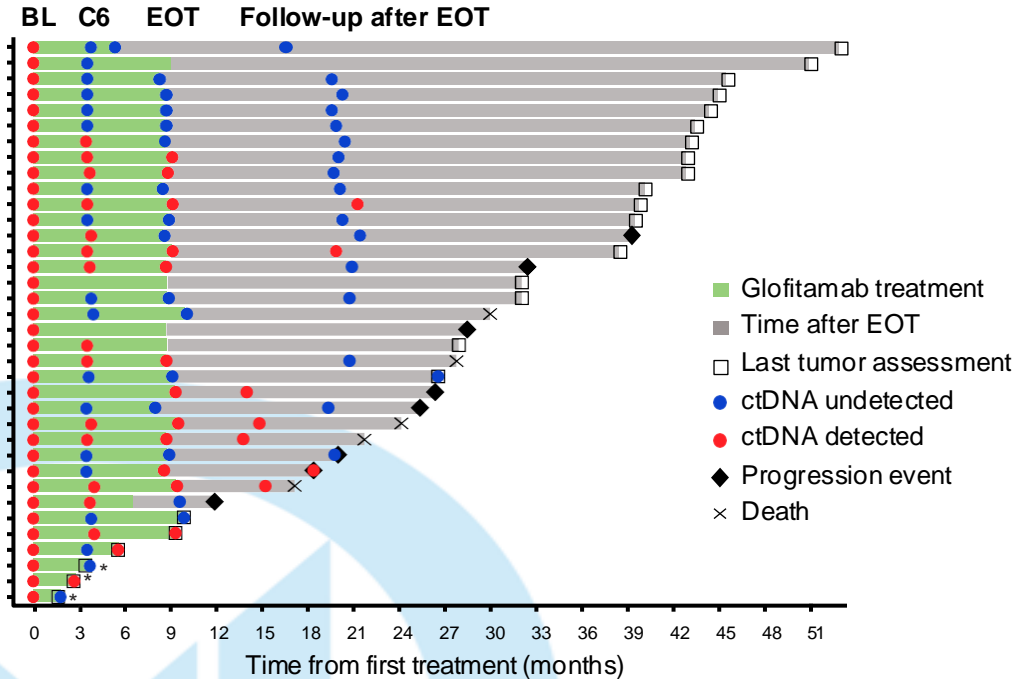 BL C6 EOT Follow-up after EOT
Glofitamab treatment
Time after EOT
Last tumor assessment
ctDNA undetected
ctDNA detected
Progression event
Death
*
*
*
0 3 6 9 12 15 18 21 24 27 30 33 36 39 42 48 51
Time from first treatment (months)